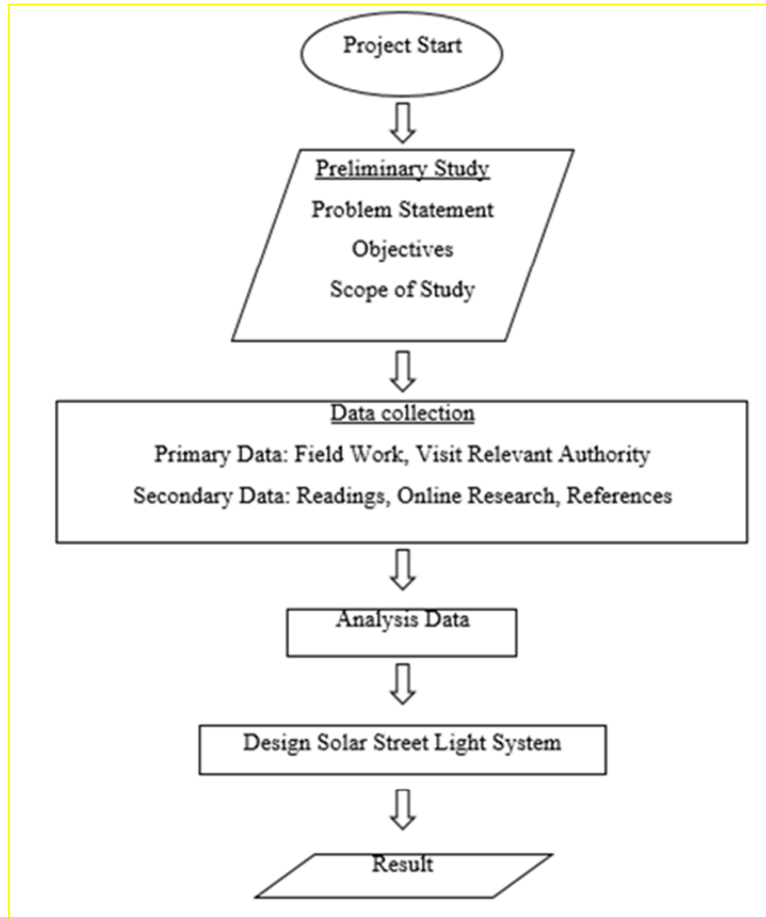 Project Start
Preliminary Study
Problem Statement
Objectives
Scope of Study
Data collection
Primary Data: Field Work, Visit Relevant Authority
Secondary Data: Readings, Online Research, References
Analysis Data
Design Solar Street Light System
Result